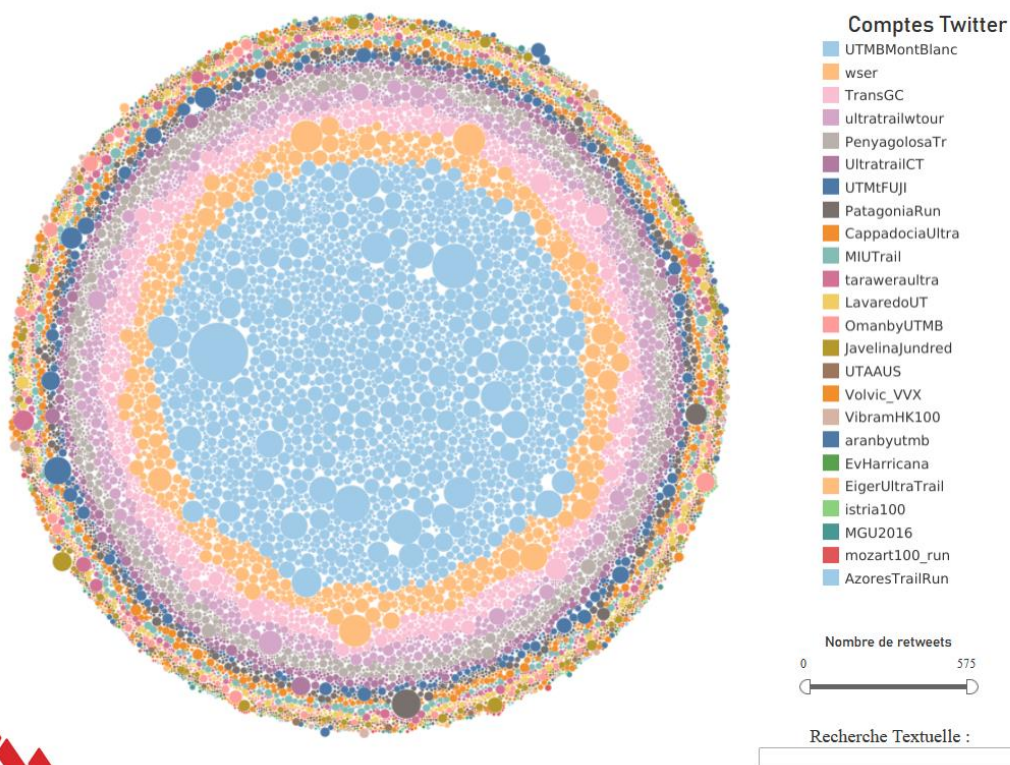 Comptes Twitter
UTMBMontBlanc
wser
TransGC
ultratrailwtour
PenyagolosaTr
UltratrailCT
UTMtFUJI
PatagoniaRun
CappadociaUltra
MIUTrail
taraweraultra
LavaredoUT
OmanbyUTMB
JavelinaJundred
UTAAUS
Volvic_VVX
VibramHK100
aranbyutmb
EvHarricana
EigerUltraTrail
istria100
MGU2016
mozart100_run
AzoresTrailRun
Nombre de retweets
0 575
Recherche Textuelle :